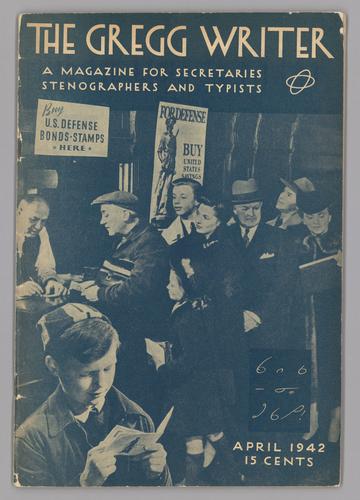 THE GREGG WRITER
A MAGAZINE FOR SECRETARIES
STENOGRAPHERS AND TYPISTS
Buy
U.S. DEFENSE
BONDS·STAMPS
HERE
FOR DEFENSE
BUY
UNITED
STATES
SAVINGS
APRIL 1942
15 CENTS